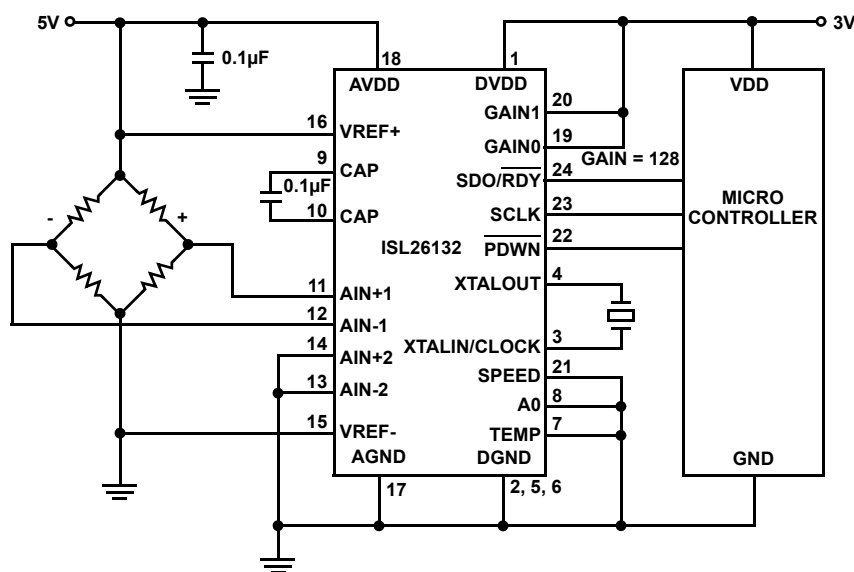 5V
3V
0.1µF
18
1
AVDD
DVDD
VDD
20
GAIN1
16
VREF+
19
GAIN0
GAIN = 128
9
CAP
24
SDO/RDY
0.1µF
MICRO
CONTROLLER
23
SCLK
10
CAP
-
+
ISL26132
22
PDWN
4
XTALOUT
11
AIN+1
12
AIN-1
14
AIN+2
3
XTALIN/CLOCK
21
SPEED
13
AIN-2
8
A0
15
VREF-
7
TEMP
AGND
DGND
GND
17
2, 5, 6